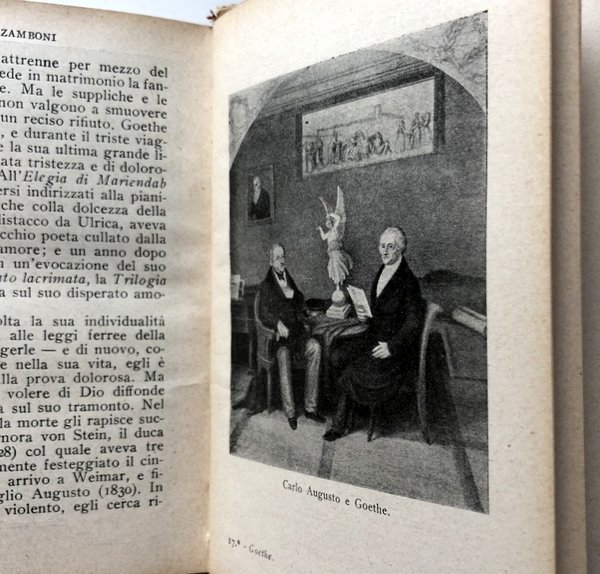 ZAMBONI
attrenne per mezzo del
ede in matrimonio la fan-
e. Ma le suppliche e le
non valgono a smuovere
un reciso rifiuto. Goethe
, e durante il triste viag-
e la sua ultima grande li-
ata tristezza e di doloro-
All'Elegia di Mariendab
ersi indirizzati alla piani-
che colla dolcezza della
distacco da Ulrica, aveva
cchio poeta cullato dalla
amore; e un anno dopo
n un'evocazione del suo
to lacrimata, la Trilogia
a sul suo disperato amo-
olta la sua individualità
alle leggi ferree della
gerle — e di nuovo, co-
e nella sua vita, egli è
lla prova dolorosa. Ma
volere di Dio diffonde
a sul suo tramonto. Nel
la morte gli rapisce suc-
nora von Stein, il duca
28) col quale aveva tre
mente festeggiato il cin-
arrivo a Weimar, e fi-
glio Augusto (1830). In
violento, egli cerca ri-
Carlo Augusto e Goethe.
17.* - Goethe.